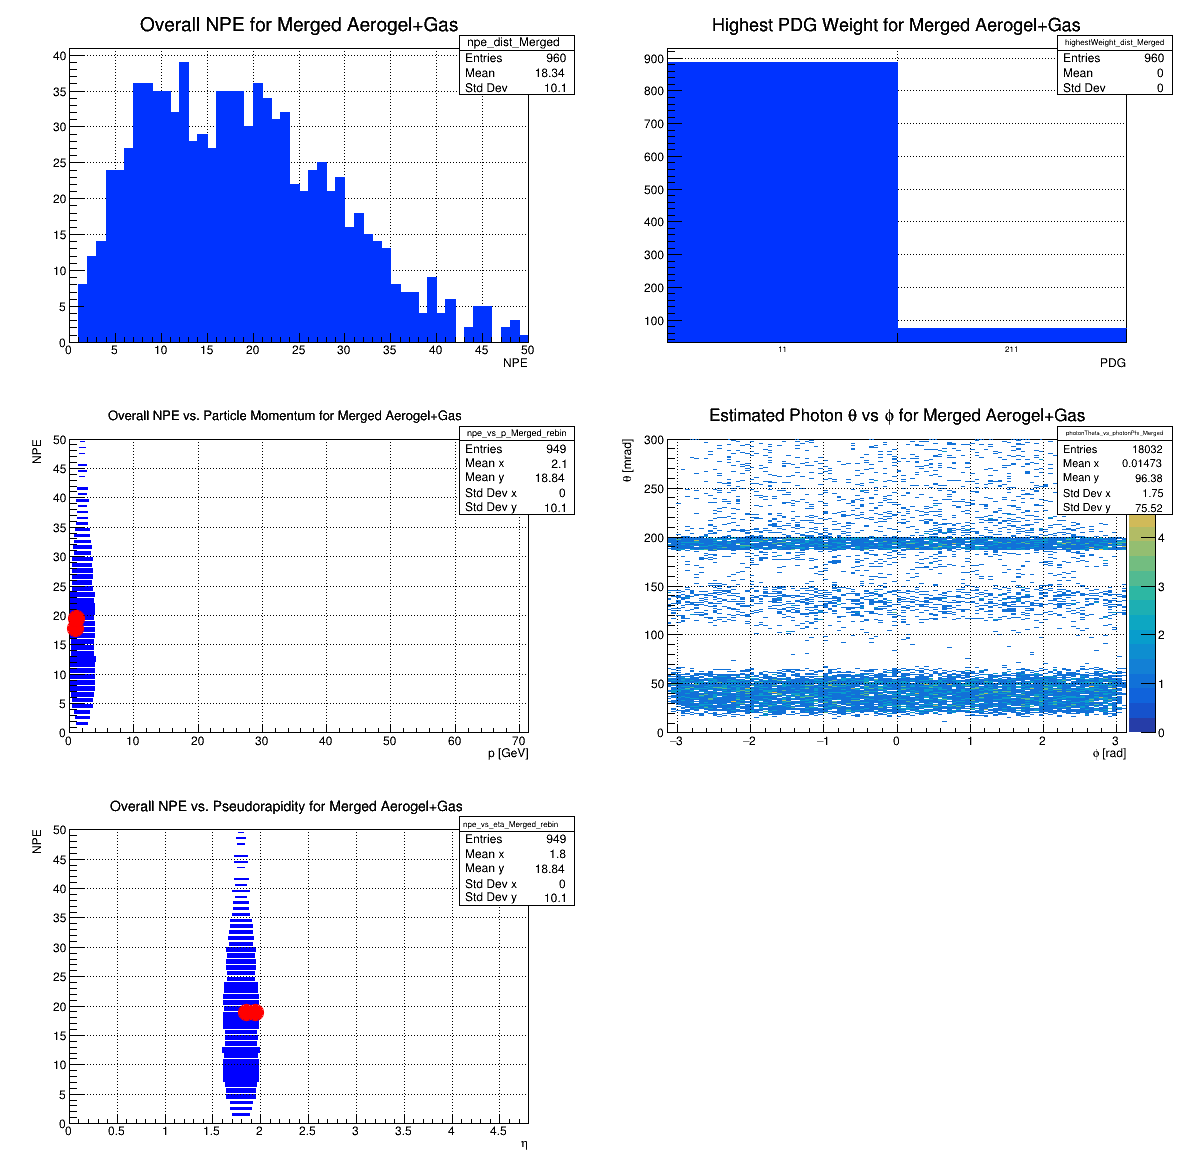 Overall NPE for Merged Aerogel+Gas
npe_dist_Merged
Entries 960
Mean 18.34
Std Dev 10.1
40
35
30
25
20
15
10
5
0
0 5 10 15 20 25 30 35 40 45 50
NPE
Highest PDG Weight for Merged Aerogel+Gas
highestWeight_dist_Merged
Entries 960
Mean 0
Std Dev 0
900
800
700
600
500
400
300
200
100
11 211
PDG
Overall NPE vs. Particle Momentum for Merged Aerogel+Gas
npe_vs_p_Merged_rebin
Entries 949
Mean x 2.1
Mean y 18.84
Std Dev x 0
Std Dev y 10.1
NPE
50
45
40
35
30
25
20
15
10
5
0
0 10 20 30 40 50 60 70
p [GeV]
Estimated Photon θ vs ϕ for Merged Aerogel+Gas
photonTheta_vs_photonPhi_Merged
Entries 18032
Mean x 0.01473
Mean y 96.38
Std Dev x 1.75
Std Dev y 75.52
θ [mrad]
300
250
200
150
100
50
0
−3 −2 −1 0 1 2 3
ϕ [rad]
4
3
2
1
0
Overall NPE vs. Pseudorapidity for Merged Aerogel+Gas
npe_vs_eta_Merged_rebin
Entries 949
Mean x 1.8
Mean y 18.84
Std Dev x 0
Std Dev y 10.1
NPE
50
45
40
35
30
25
20
15
10
5
0
0 0.5 1 1.5 2 2.5 3 3.5 4 4.5
η